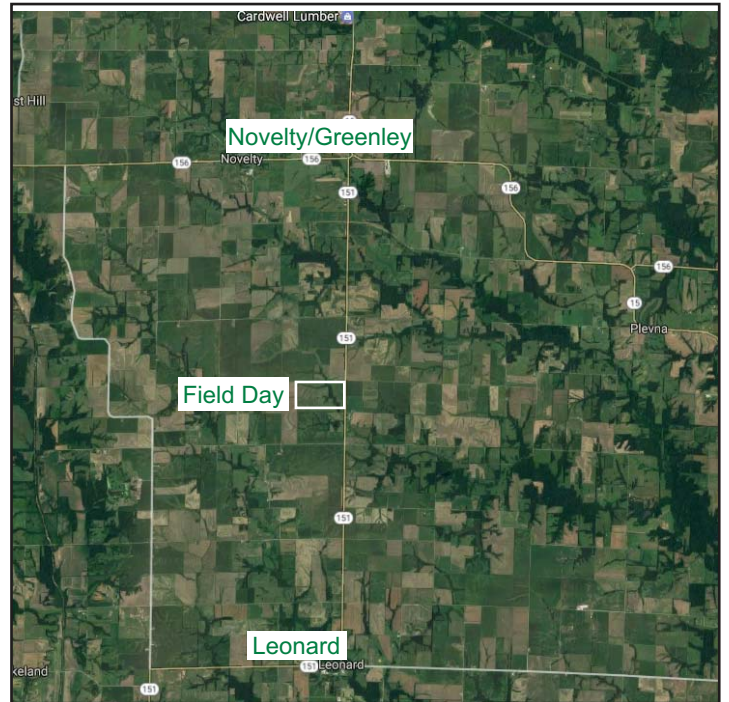 Cardwell Lumber
st Hill
Novelty/Greenley
156
Novelty
156
151
156
156
15
Plevna
151
Field Day
151
Leonard
keland
151
Leonard
151